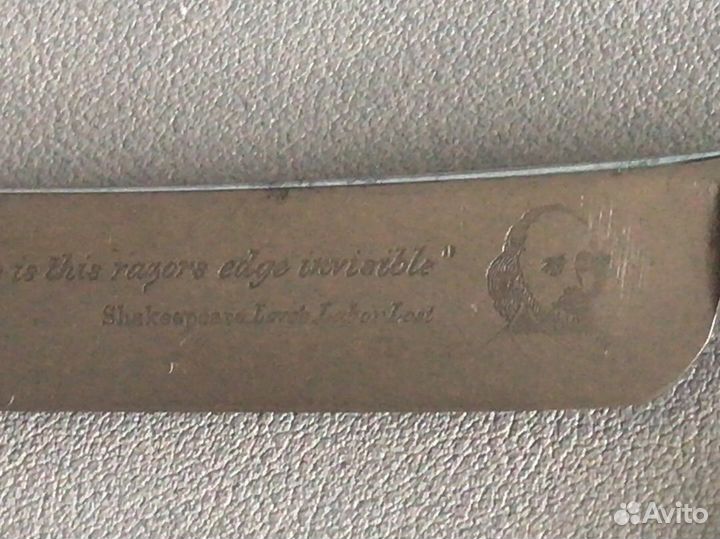 is this razors edge invisible"
Shakespeare Love's Labor Lost
Avito